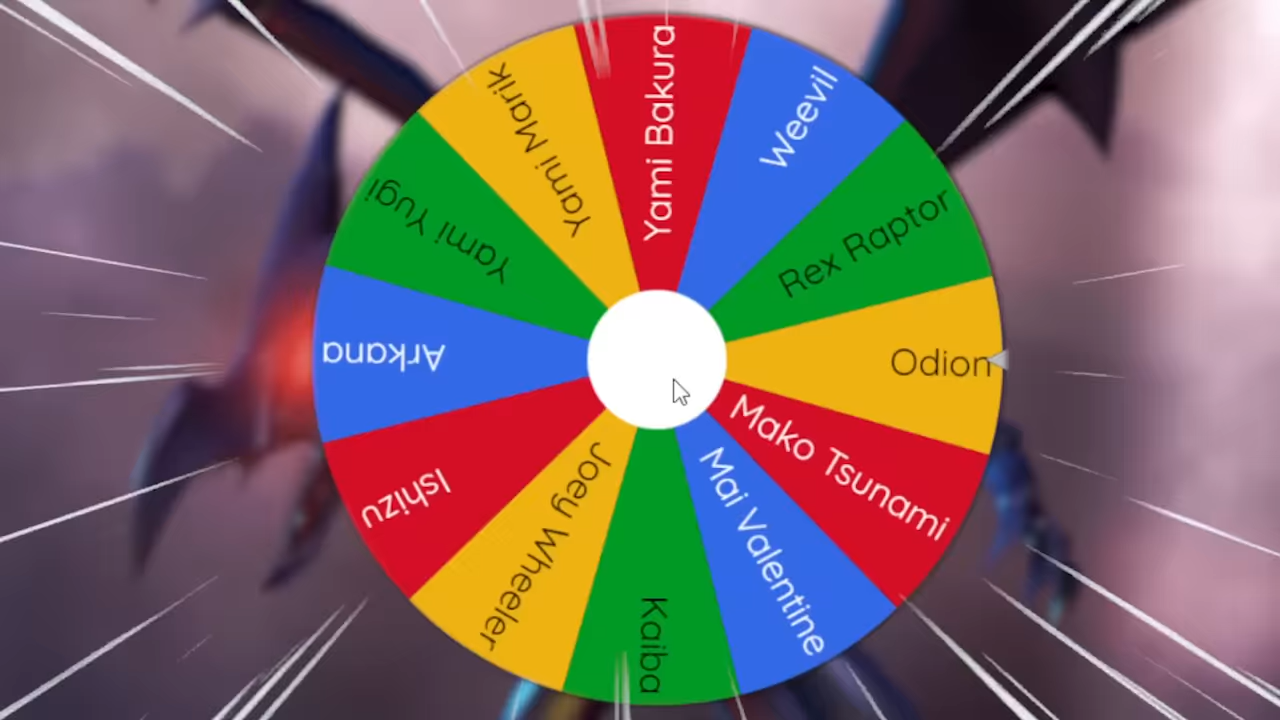 Yami Bakura
Weevil
Rex Raptor
Odion
Mako Tsunami
Mai Valentine
Kaiba
Joey Wheeler
Ishizu
Arkana
Yami Yugi
Yami Marik